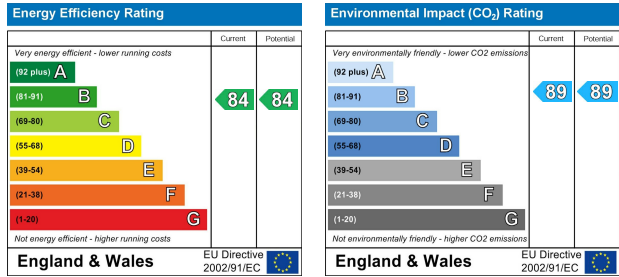 Energy Efficiency Rating
Current Potential
Very energy efficient - lower running costs
(92 plus) A
(81-91) B
84 84
(69-80) C
(55-68) D
(39-54) E
(21-38) F
(1-20) G
Not energy efficient - higher running costs
England & Wales
EU Directive
2002/91/EC
Environmental Impact (CO2) Rating
Current Potential
Very environmentally friendly - lower CO2 emissions
(92 plus) A
(81-91) B
89 89
(69-80) C
(55-68) D
(39-54) E
(21-38) F
(1-20) G
Not environmentally friendly - higher CO2 emissions
England & Wales
EU Directive
2002/91/EC